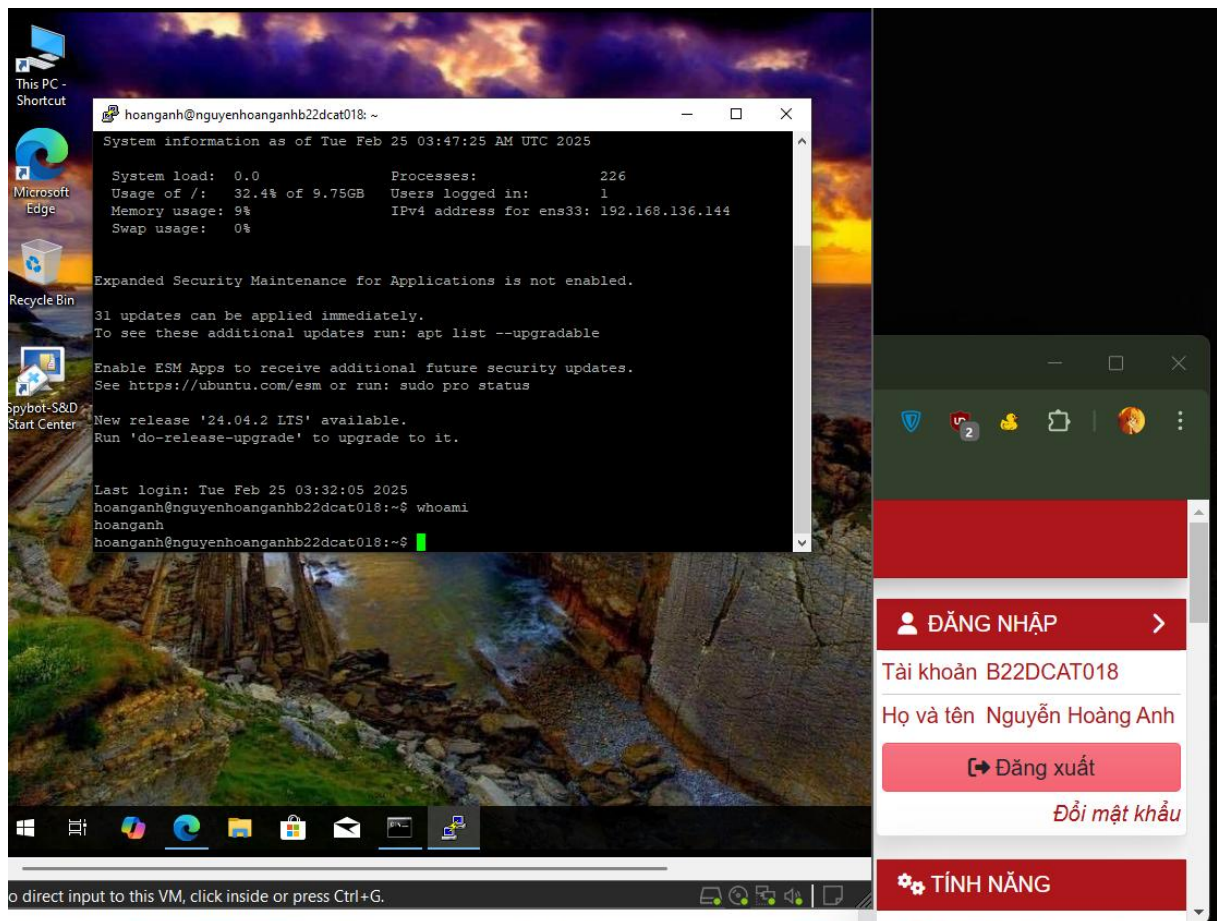 This PC -
Shortcut
Microsoft
Edge
Recycle Bin
Spybot-S&D
Start Center
hoanganh@nguyenhoanganhb22dcat018: ~
System information as of Tue Feb 25 03:47:25 AM UTC 2025
System load: 0.0 Processes: 226
Usage of /: 32.4% of 9.75GB Users logged in: 1
Memory usage: 9% IPv4 address for ens33: 192.168.136.144
Swap usage: 0%
Expanded Security Maintenance for Applications is not enabled.
31 updates can be applied immediately.
To see these additional updates run: apt list --upgradable
Enable ESM Apps to receive additional future security updates.
See https://ubuntu.com/esm or run: sudo pro status
New release '24.04.2 LTS' available.
Run 'do-release-upgrade' to upgrade to it.
Last login: Tue Feb 25 03:32:05 2025
hoanganh@nguyenhoanganhb22dcat018:~$ whoami
hoanganh
hoanganh@nguyenhoanganhb22dcat018:~$
o direct input to this VM, click inside or press Ctrl+G.
2
ĐĂNG NHẬP
Tài khoản B22DCAT018
Họ và tên Nguyễn Hoàng Anh
Đăng xuất
Đổi mật khẩu
TÍNH NĂNG